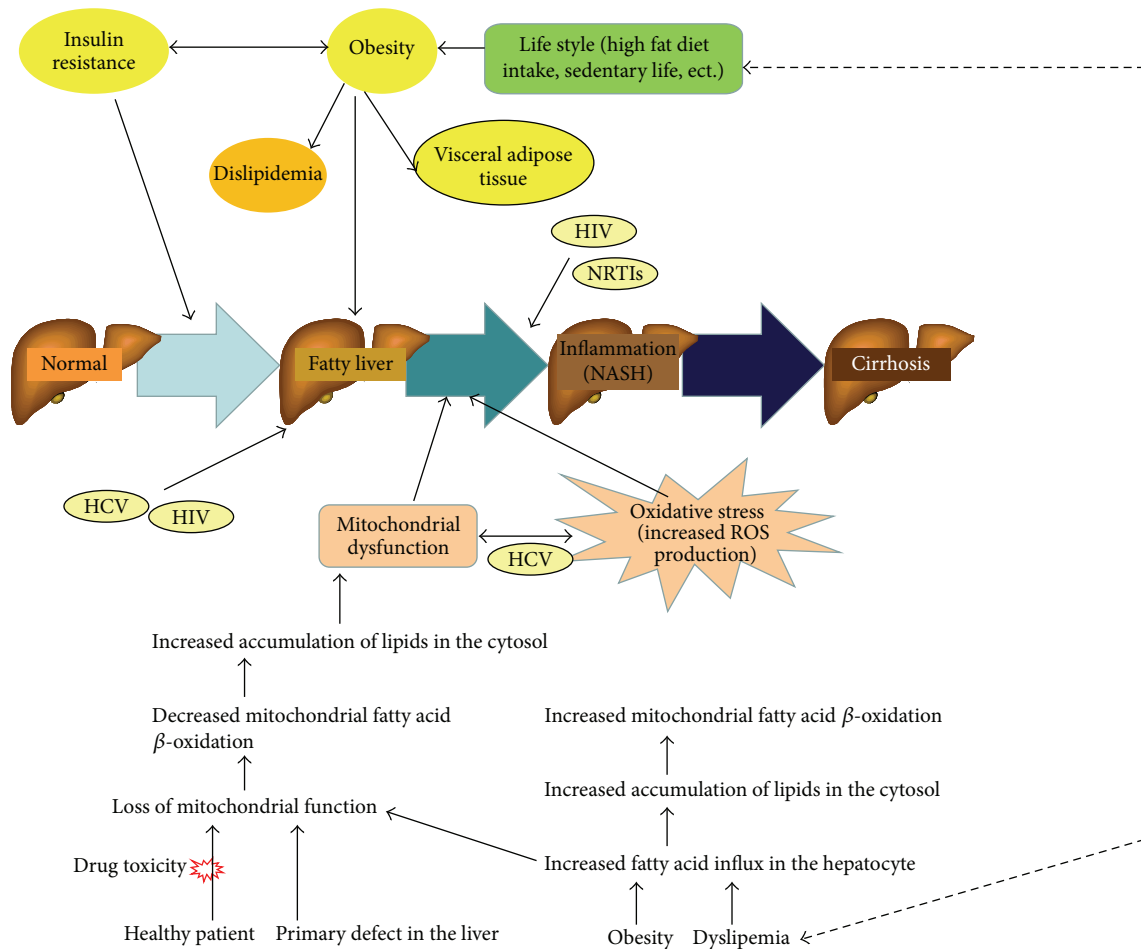 Insulin
resistance
Obesity
Life style (high fat diet
intake, sedentary life, ect.)
Dislipidemia
Visceral adipose
tissue
HIV
NRTIs
Normal
Fatty liver
Inflammation
(NASH)
Cirrhosis
HCV
HIV
Mitochondrial
dysfunction
HCV
Oxidative stress
(increased ROS
production)
Increased accumulation of lipids in the cytosol
Decreased mitochondrial fatty acid
β-oxidation
Increased mitochondrial fatty acid β-oxidation
Loss of mitochondrial function
Increased accumulation of lipids in the cytosol
Drug toxicity
Increased fatty acid influx in the hepatocyte
Healthy patient
Primary defect in the liver
Obesity
Dyslipemia